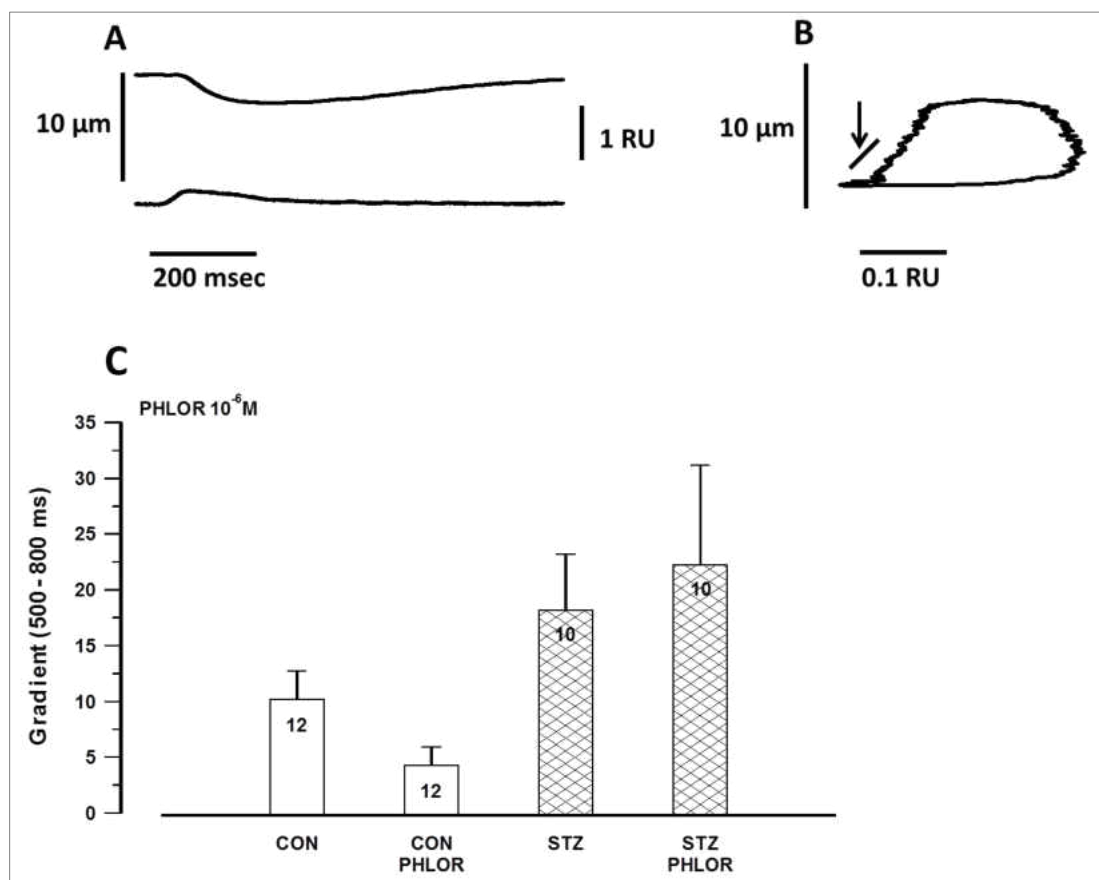 A
10 μm
1 RU
200 msec
B
10 μm
0.1 RU
C
PHLOR 10⁻⁶M
Gradient (500 - 800 ms)
35
30
25
20
15
10
5
0
12
12
10
10
CON
CON
PHLOR
STZ
STZ
PHLOR